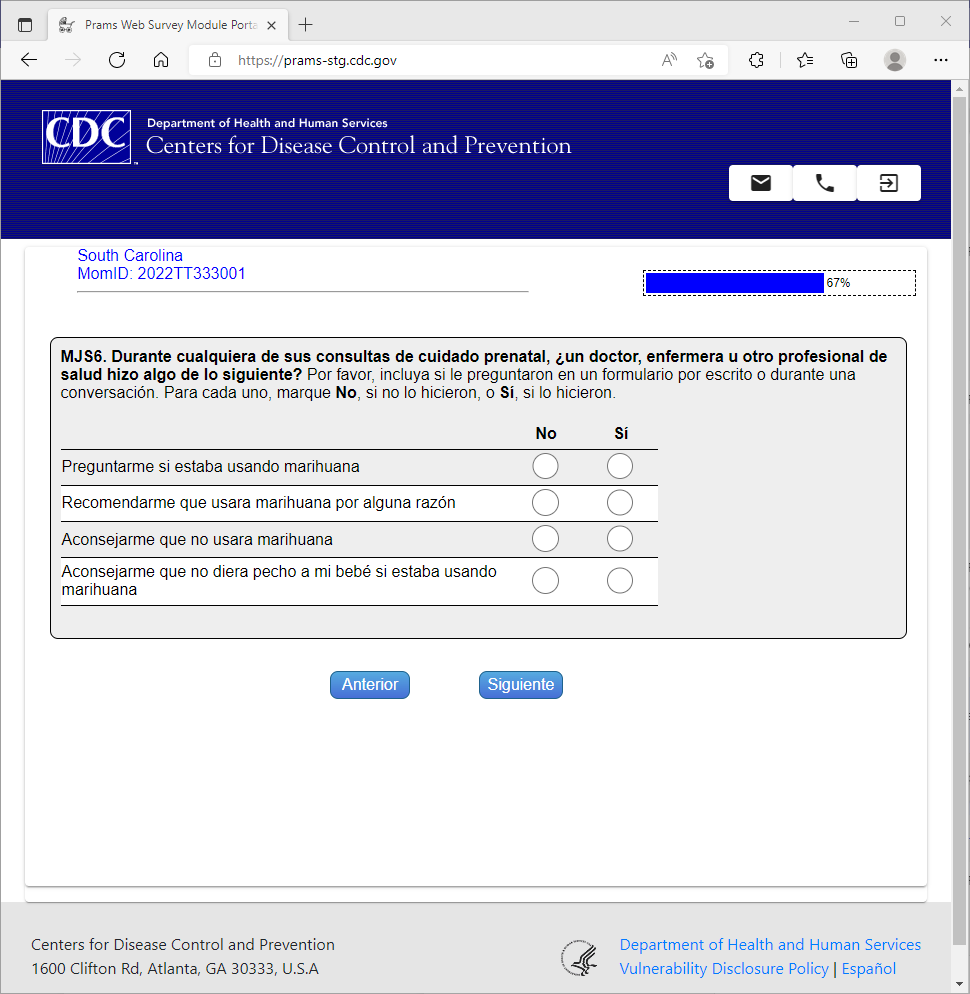 Prams Web Survey Module Porta
https://prams-stg.cdc.gov
CDC
Department of Health and Human Services
Centers for Disease Control and Prevention
South Carolina
MomID: 2022TT333001
67%
MJS6. Durante cualquiera de sus consultas de cuidado prenatal, ¿un doctor, enfermera u otro profesional de
salud hizo algo de lo siguiente? Por favor, incluya si le preguntaron en un formulario por escrito o durante una
conversación. Para cada uno, marque No, si no lo hicieron, o Sí, si lo hicieron.
No Sí
Preguntarme si estaba usando marihuana
Recomendarme que usara marihuana por alguna razón
Aconsejarme que no usara marihuana
Aconsejarme que no diera pecho a mi bebé si estaba usando
marihuana
Anterior Siguiente
Centers for Disease Control and Prevention
1600 Clifton Rd, Atlanta, GA 30333, U.S.A
Department of Health and Human Services
Vulnerability Disclosure Policy | Español